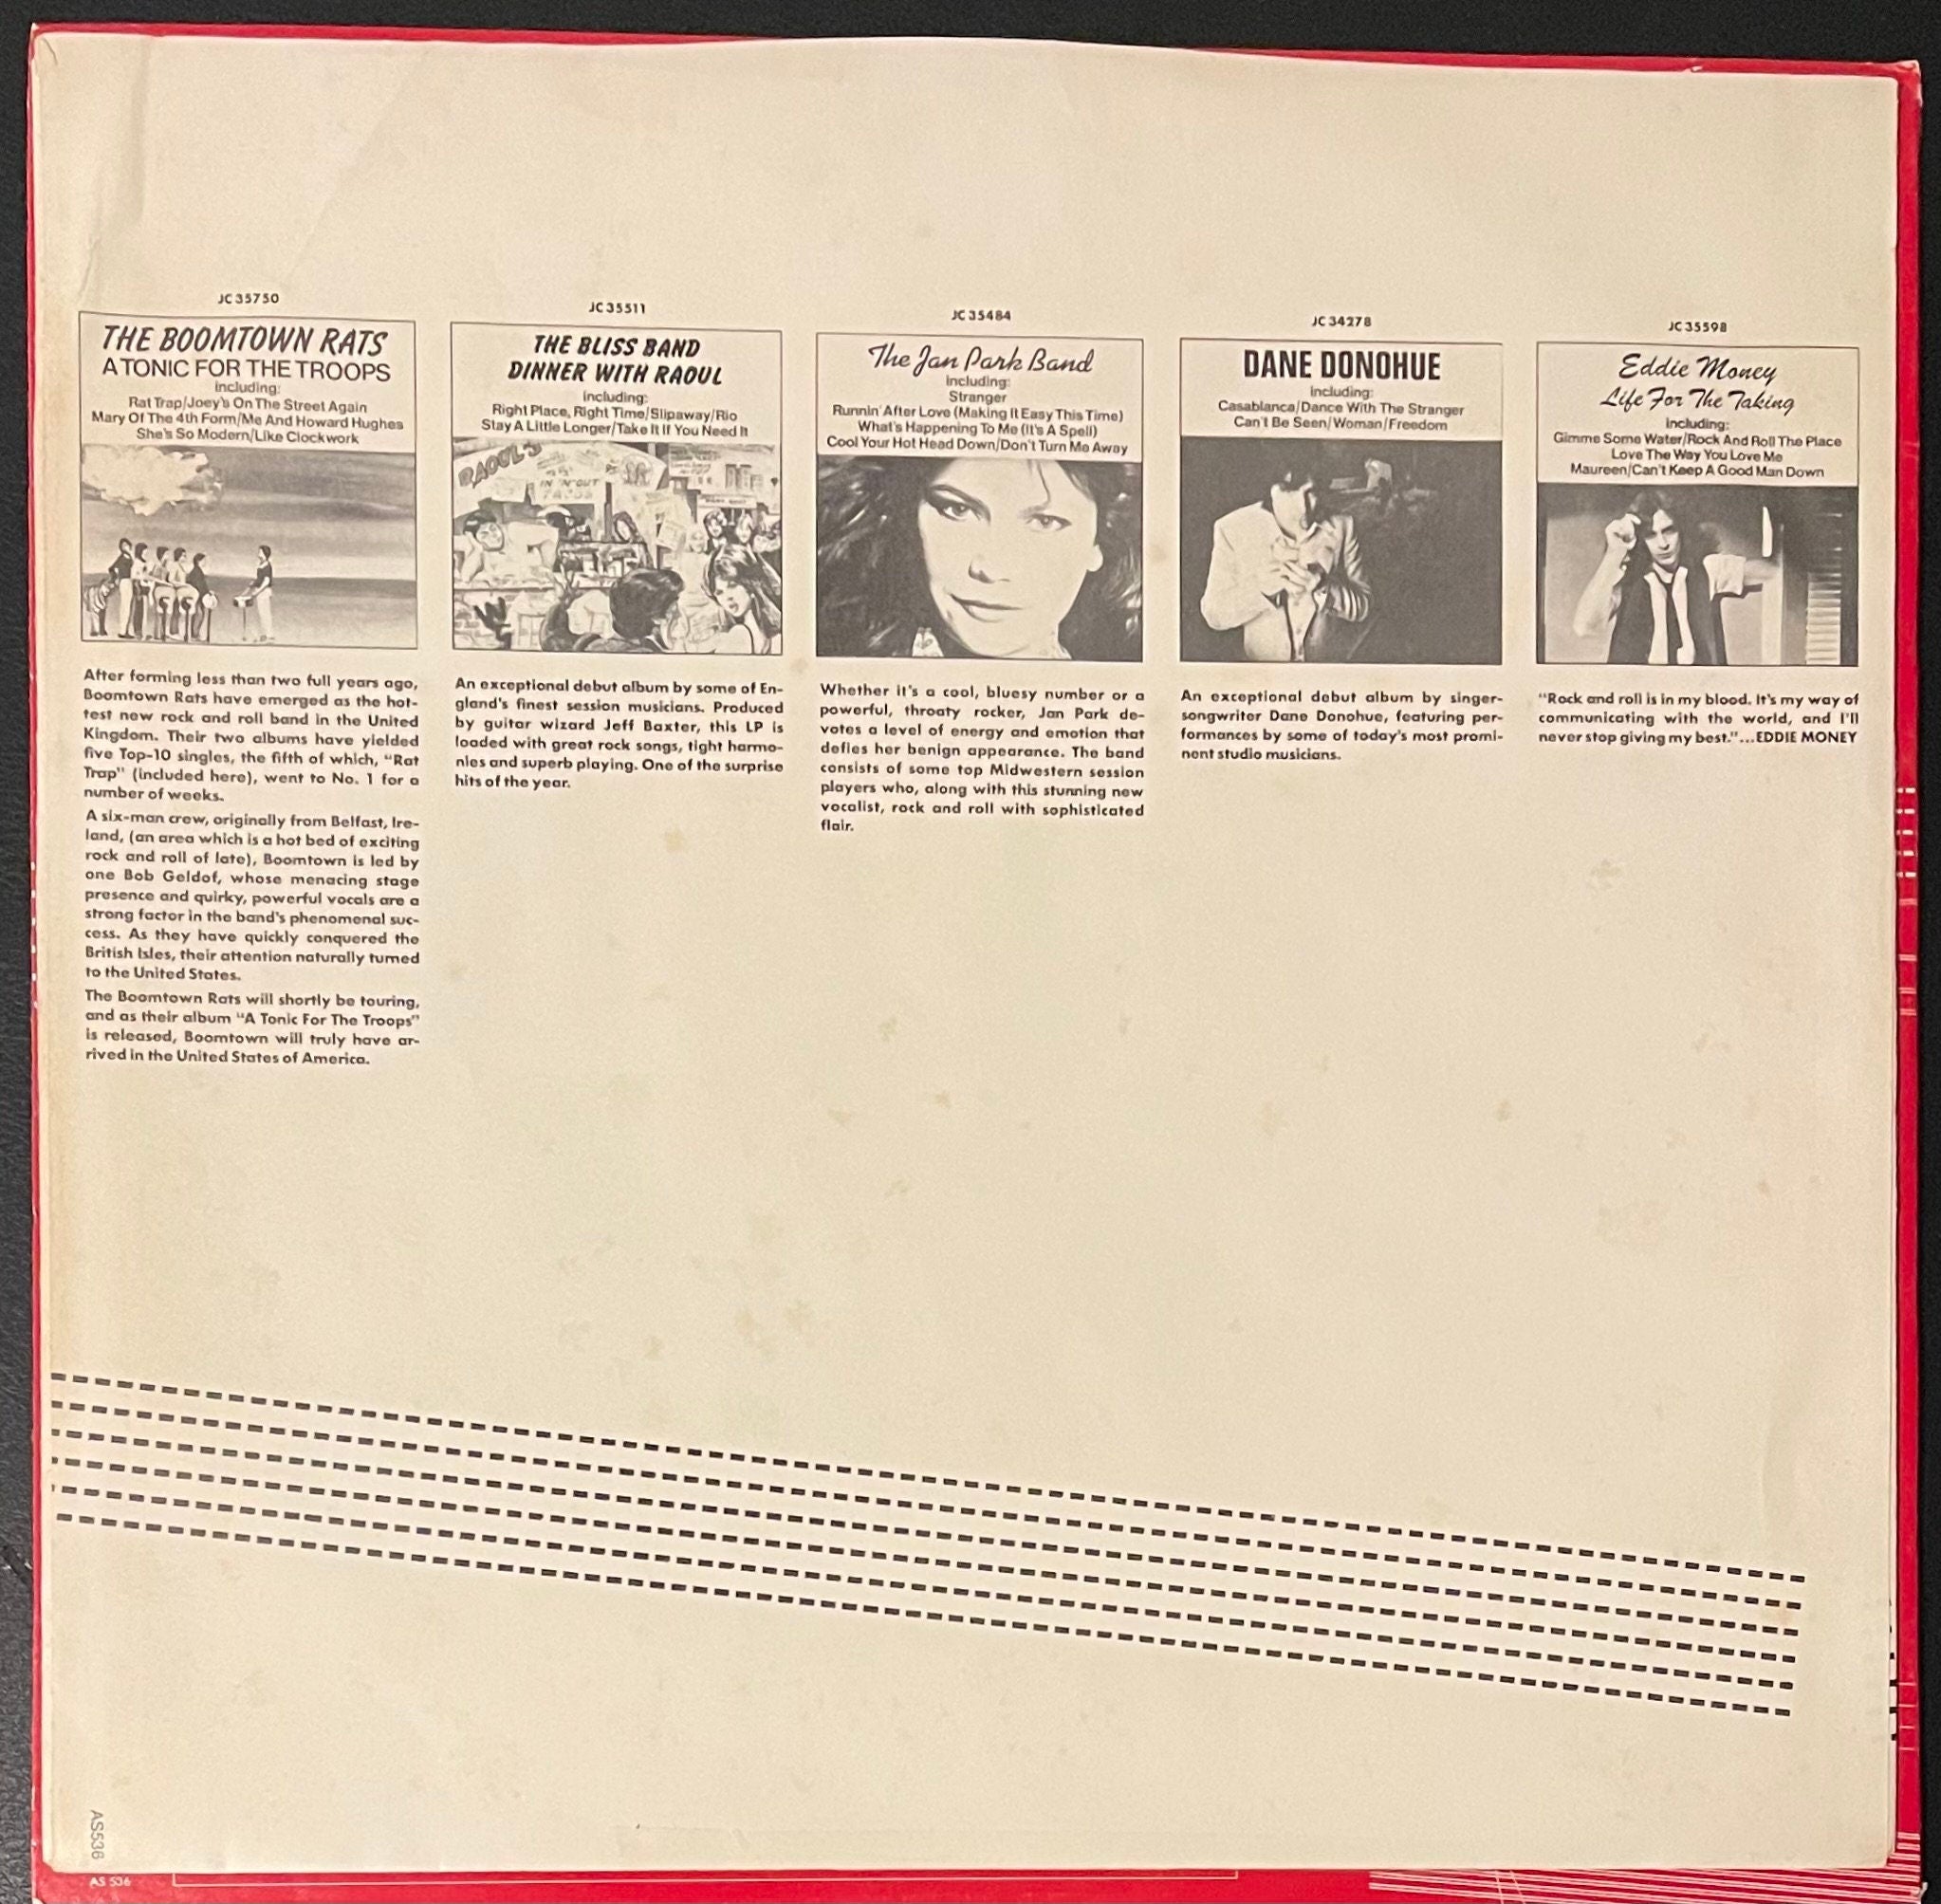 JC 35750
THE BOOMTOWN RATS
A TONIC FOR THE TROOPS
including:
Rat Trap/Joey's On The Street Again
Mary Of The 4th Form/Me And Howard Hughes
She's So Modern/Like Clockwork
After forming less than two full years ago,
Boomtown Rats have emerged as the hot-
test new rock and roll band in the United
Kingdom. Their two albums have yielded
five Top-10 singles, the fifth of which, "Rat
Trap" (included here), went to No. 1 for a
number of weeks.
A six-man crew, originally from Belfast, Ire-
land, (an area which is a hot bed of exciting
rock and roll of late), Boomtown is led by
one Bob Geldof, whose menacing stage
presence and quirky, powerful vocals are a
strong factor in the band's phenomenal suc-
cess. As they have quickly conquered the
British Isles, their attention naturally turned
to the United States.
The Boomtown Rats will shortly be touring,
and as their album "A Tonic For The Troops"
is released, Boomtown will truly have ar-
rived in the United States of America.
JC 35511
THE BLISS BAND
DINNER WITH RAOUL
including:
Right Place, Right Time/Slipaway/Rio
Stay A Little Longer/Take It If You Need It
RAOUL'S
IN 'N' OUT
TACOS
An exceptional debut album by some of En-
gland's finest session musicians. Produced
by guitar wizard Jeff Baxter, this LP is
loaded with great rock songs, tight harmo-
nies and superb playing. One of the surprise
hits of the year.
JC 35484
The Jan Park Band
including:
Stranger
Runnin' After Love (Making It Easy This Time)
What's Happening To Me (It's A Spell)
Cool Your Hot Head Down/Don't Turn Me Away
Whether it's a cool, bluesy number or a
powerful, throaty rocker, Jan Park de-
votes a level of energy and emotion that
defies her benign appearance. The band
consists of some top Midwestern session
players who, along with this stunning new
vocalist, rock and roll with sophisticated
flair.
JC 34278
DANE DONOHUE
including:
Casablanca/Dance With The Stranger
Can't Be Seen/Woman/Freedom
An exceptional debut album by singer-
songwriter Dane Donohue, featuring per-
formances by some of today's most promi-
nent studio musicians.
JC 35598
Eddie Money
Life For The Taking
including:
Gimme Some Water/Rock And Roll The Place
Love The Way You Love Me
Maureen/Can't Keep A Good Man Down
"Rock and roll is in my blood. It's my way of
communicating with the world, and I'll
never stop giving my best."...EDDIE MONEY
AS536
AS 536